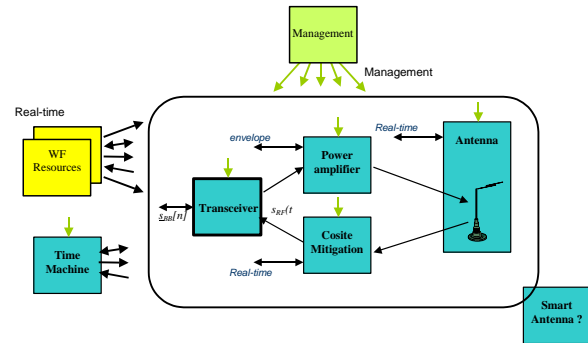 Management
Management
Real-time
WF
Resources
envelope
Real-time
Antenna
Power
amplifier
s_BB[n]
Transceiver
s_RF(t
Cosite
Mitigation
Real-time
Time
Machine
Smart
Antenna ?